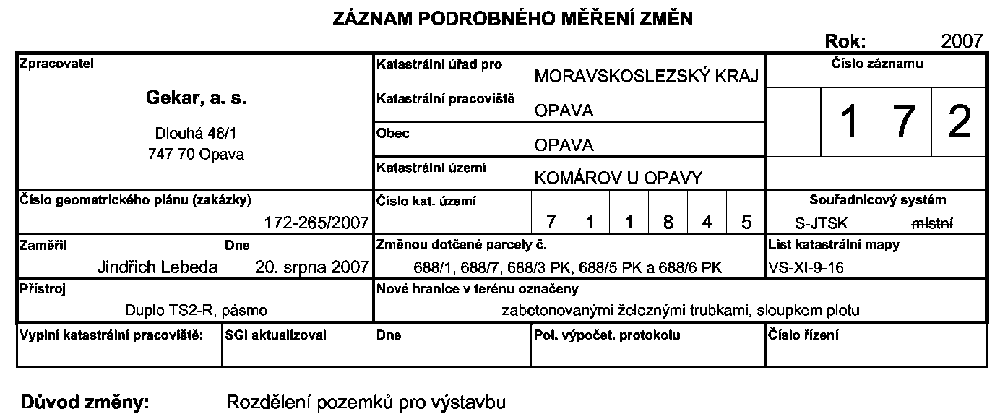 ZÁZNAM PODROBNÉHO MĚŘENÍ ZMĚN
Rok: 2007
Zpracovatel
Gekar, a. s.
Dlouhá 48/1
747 70 Opava
Katastrální úřad pro
MORAVSKOSLEZSKÝ KRAJ
Katastrální pracoviště
OPAVA
Obec
OPAVA
Katastrální území
KOMÁROV U OPAVY
Číslo záznamu
1 7 2
Číslo geometrického plánu (zakázky)
172-265/2007
Číslo kat. území
7 1 1 8 4 5
Souřadnicový systém
S-JTSK místní
Zaměřil Dne
Jindřich Lebeda 20. srpna 2007
Změnou dotčené parcely č.
688/1, 688/7, 688/3 PK, 688/5 PK a 688/6 PK
List katastrální mapy
VS-XI-9-16
Přístroj
Duplo TS2-R, pásmo
Nové hranice v terénu označeny
zabetonovanými železnými trubkami, sloupkem plotu
Vyplní katastrální pracoviště: SGI aktualizoval Dne Pol. výpočet. protokolu Číslo řízení
Důvod změny: Rozdělení pozemků pro výstavbu